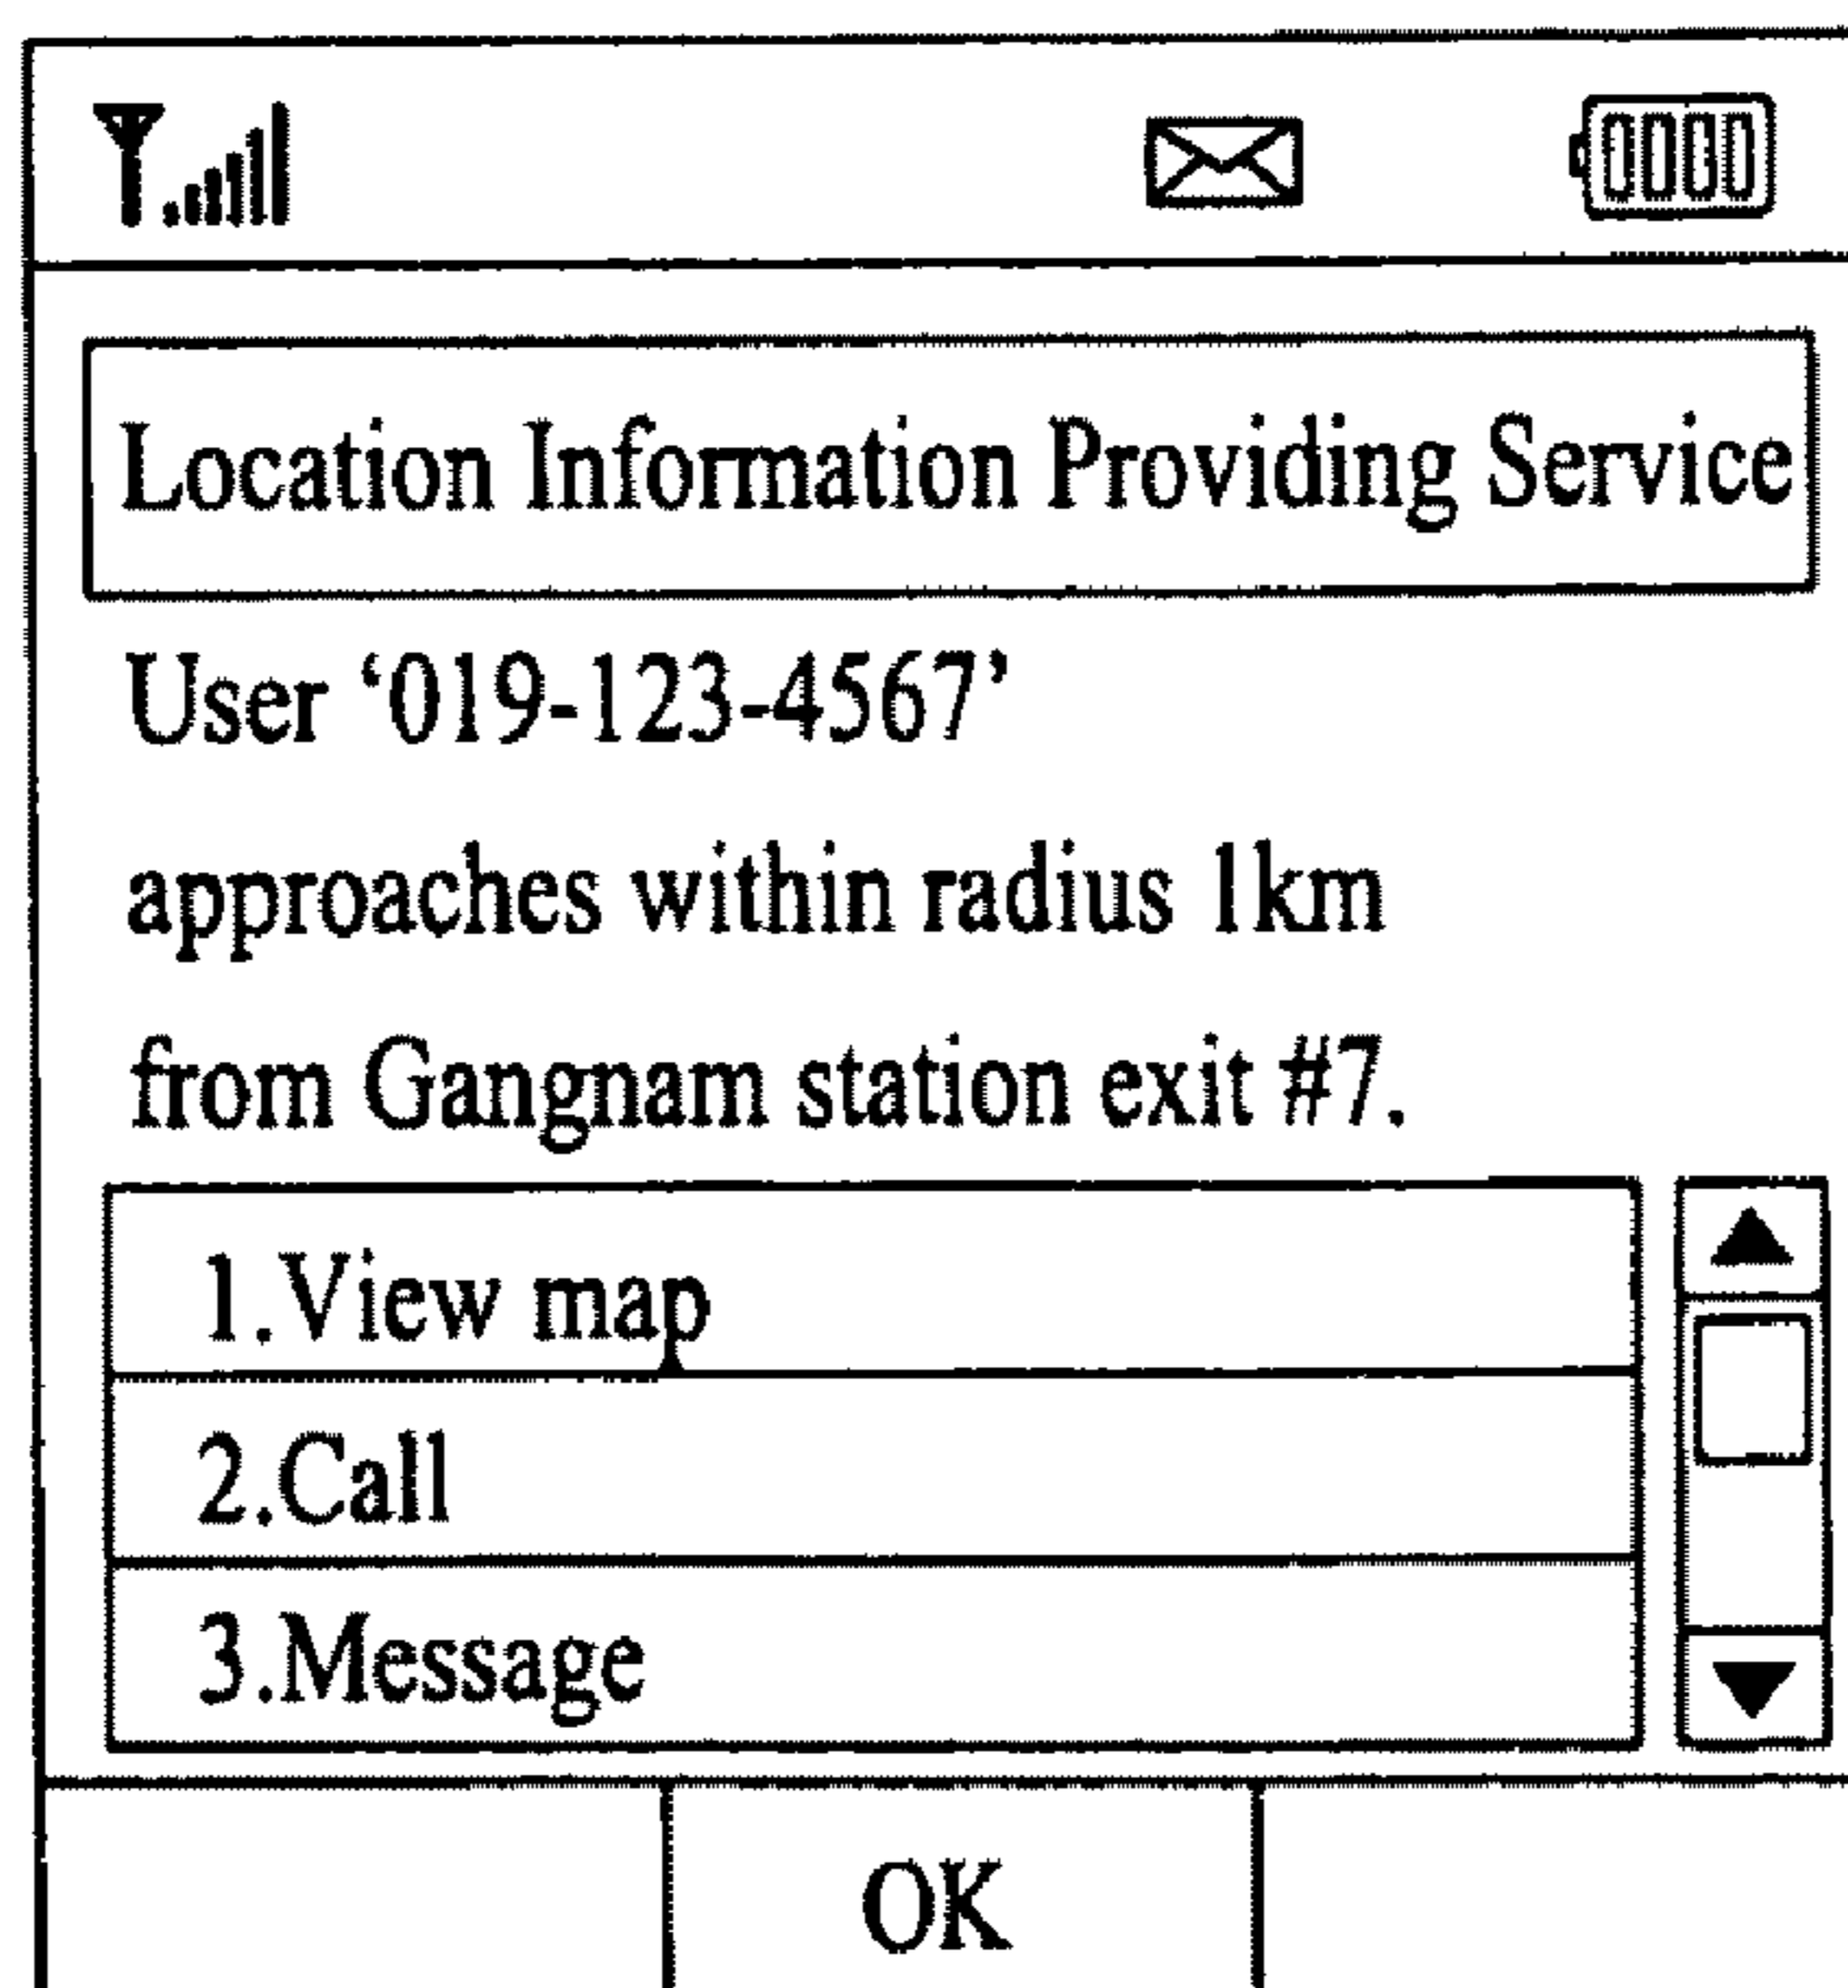 Location Information Providing Service
User ‘019-123-4567’
approaches within radius 1km
from Gangnam station exit #7.
1.View map
2.Call
3.Message
OK